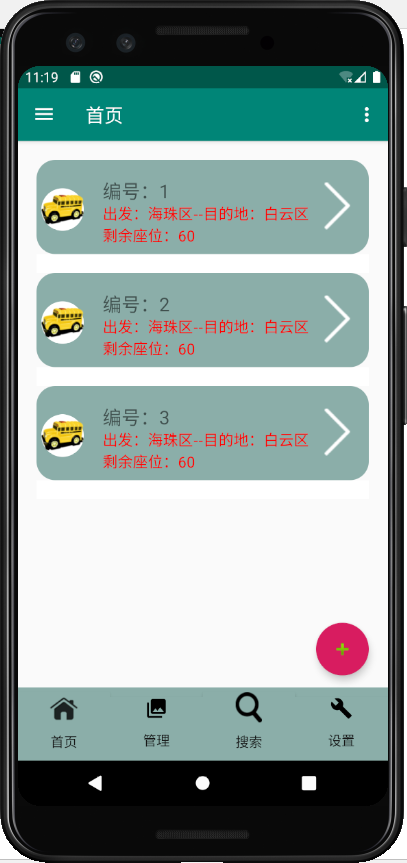 11:19
首页
编号：1
出发：海珠区--目的地：白云区
剩余座位：60
编号：2
出发：海珠区--目的地：白云区
剩余座位：60
编号：3
出发：海珠区--目的地：白云区
剩余座位：60
首页
管理
搜索
设置